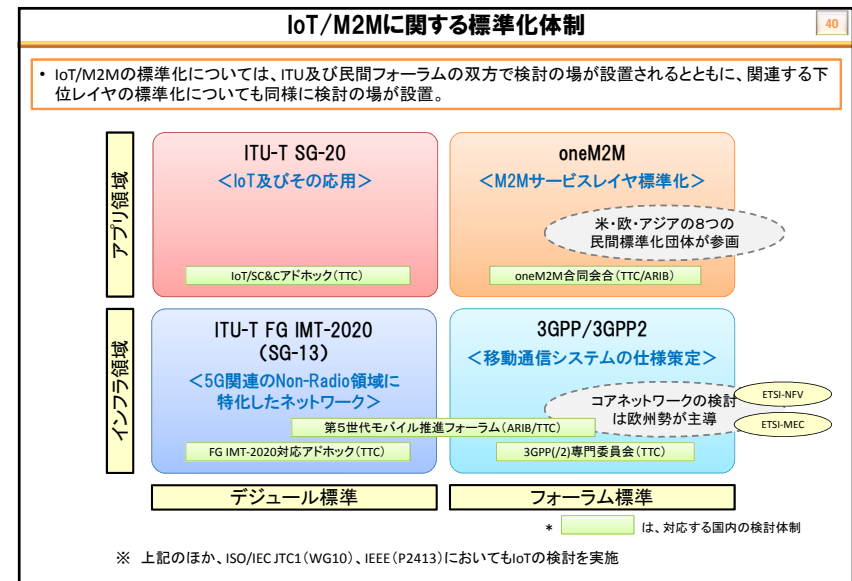 IoT/M2Mに関する標準化体制
40
・ IoT/M2Mの標準化については、ITU及び民間フォーラムの双方で検討の場が設置されるとともに、関連する下
位レイヤの標準化についても同様に検討の場が設置。
アプリ領域
ITU-T SG-20
＜IoT及びその応用＞
IoT/SC&Cアドホック（TTC）
oneM2M
＜M2Mサービスレイヤ標準化＞
米・欧・アジアの８つの
民間標準化団体が参画
oneM2M合同会合（TTC/ARIB）
インフラ領域
ITU-T FG IMT-2020
（SG-13）
＜5G関連のNon-Radio領域に
特化したネットワーク＞
第５世代モバイル推進フォーラム（ARIB/TTC）
FG IMT-2020対応アドホック（TTC）
3GPP/3GPP2
＜移動通信システムの仕様策定＞
コアネットワークの検討
は欧州勢が主導
ETSI-NFV
ETSI-MEC
3GPP(/2)専門委員会（TTC）
デジュール標準
フォーラム標準
* は、対応する国内の検討体制
※ 上記のほか、ISO/IEC JTC1（WG10）、IEEE（P2413）においてもIoTの検討を実施